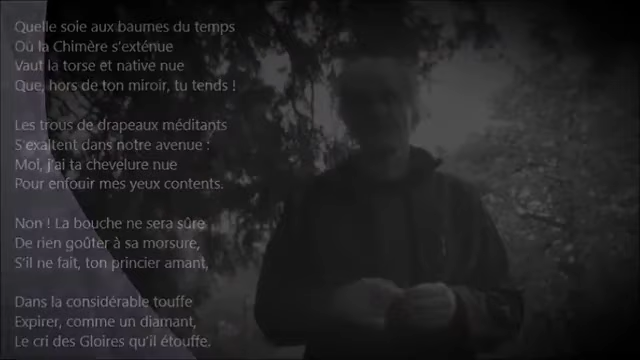 Quelle soie aux baumes du temps
Où la Chimère s’exténue
Vaut la torse et native nue
Que, hors de ton miroir, tu tends !
Les trous de drapeaux méditants
S’exaltent dans notre avenue :
Moi, j’ai ta chevelure nue
Pour enfouir mes yeux contents.
Non ! La bouche ne sera sûre
De rien goûter à sa morsure,
S’il ne fait, ton princier amant,
Dans la considérable touffe
Expirer, comme un diamant,
Le cri des Gloires qu’il étouffe.